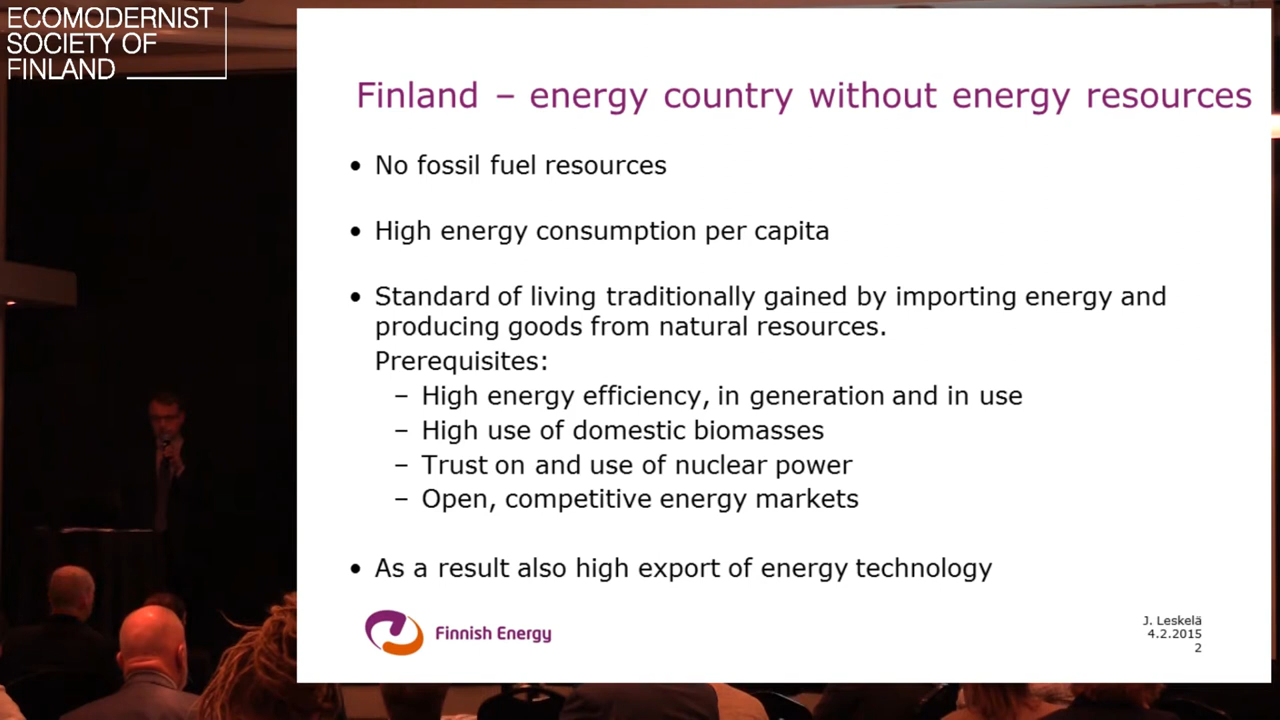 ECOMODERNIST
SOCIETY OF
FINLAND
Finland – energy country without energy resources
• No fossil fuel resources
• High energy consumption per capita
• Standard of living traditionally gained by importing energy and
producing goods from natural resources.
Prerequisites:
– High energy efficiency, in generation and in use
– High use of domestic biomasses
– Trust on and use of nuclear power
– Open, competitive energy markets
• As a result also high export of energy technology
Finnish Energy
J. Leskelä
4.2.2015
2